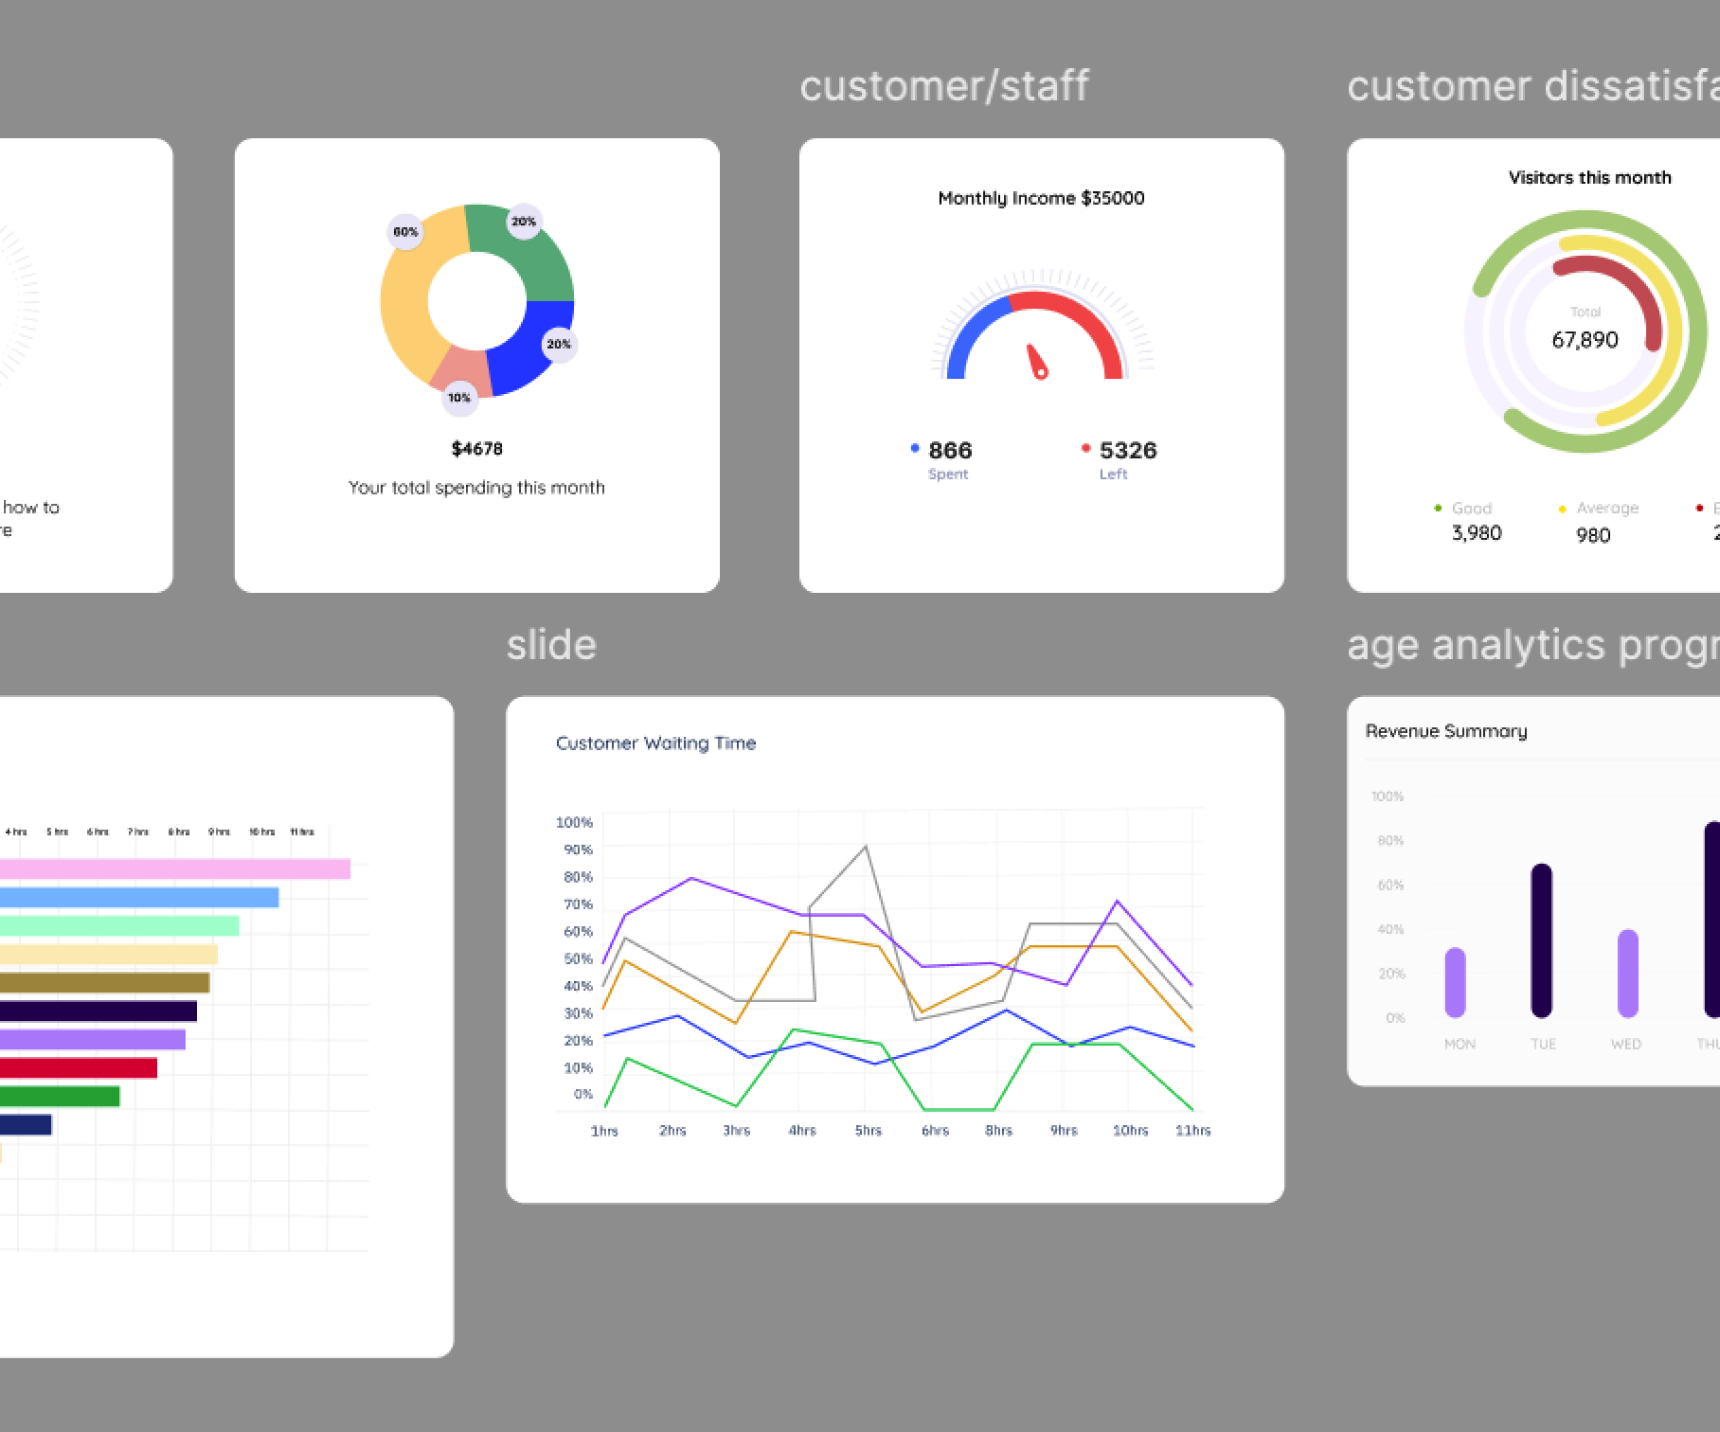 customer/staff
customer dissatisfa
how to
re
60%
20%
20%
10%
$4678
Your total spending this month
Monthly Income $35000
866
Spent
5326
Left
Visitors this month
Total
67,890
Good
3,980
Average
980
slide
age analytics progr
4 hrs 5 hrs 6 hrs 7 hrs 8 hrs 9 hrs 10 hrs 11 hrs
Customer Waiting Time
100%
90%
80%
70%
60%
50%
40%
30%
20%
10%
0%
1hrs 2hrs 3hrs 4hrs 5hrs 6hrs 8hrs 9hrs 10hrs 11hrs
Revenue Summary
100%
80%
60%
40%
20%
0%
MON TUE WED THU